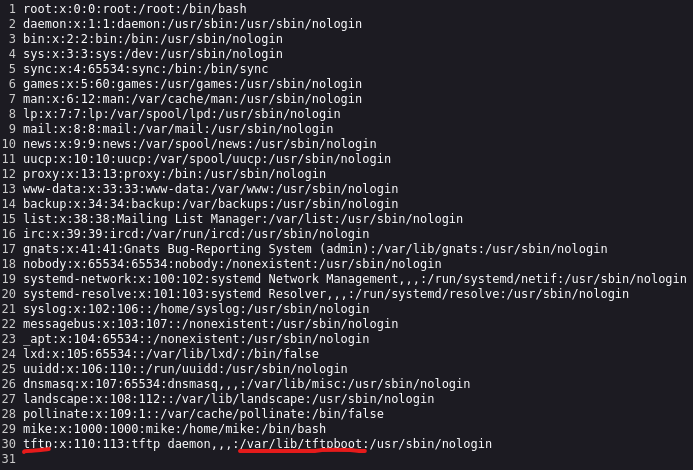 1 root:x:0:0:root:/root:/bin/bash
2 daemon:x:1:1:daemon:/usr/sbin:/usr/sbin/nologin
3 bin:x:2:2:bin:/bin:/usr/sbin/nologin
4 sys:x:3:3:sys:/dev:/usr/sbin/nologin
5 sync:x:4:65534:sync:/bin:/bin/sync
6 games:x:5:60:games:/usr/games:/usr/sbin/nologin
7 man:x:6:12:man:/var/cache/man:/usr/sbin/nologin
8 lp:x:7:7:lp:/var/spool/lpd:/usr/sbin/nologin
9 mail:x:8:8:mail:/var/mail:/usr/sbin/nologin
10 news:x:9:9:news:/var/spool/news:/usr/sbin/nologin
11 uucp:x:10:10:uucp:/var/spool/uucp:/usr/sbin/nologin
12 proxy:x:13:13:proxy:/bin:/usr/sbin/nologin
13 www-data:x:33:33:www-data:/var/www:/usr/sbin/nologin
14 backup:x:34:34:backup:/var/backups:/usr/sbin/nologin
15 list:x:38:38:Mailing List Manager:/var/list:/usr/sbin/nologin
16 irc:x:39:39:ircd:/var/run/ircd:/usr/sbin/nologin
17 gnats:x:41:41:Gnats Bug-Reporting System (admin):/var/lib/gnats:/usr/sbin/nologin
18 nobody:x:65534:65534:nobody:/nonexistent:/usr/sbin/nologin
19 systemd-network:x:100:102:systemd Network Management,,,:/run/systemd/netif:/usr/sbin/nologin
20 systemd-resolve:x:101:103:systemd Resolver,,,:/run/systemd/resolve:/usr/sbin/nologin
21 syslog:x:102:106::/home/syslog:/usr/sbin/nologin
22 messagebus:x:103:107::/nonexistent:/usr/sbin/nologin
23 _apt:x:104:65534::/nonexistent:/usr/sbin/nologin
24 lxd:x:105:65534::/var/lib/lxd/:/bin/false
25 uuidd:x:106:110::/run/uuidd:/usr/sbin/nologin
26 dnsmasq:x:107:65534:dnsmasq,,,:/var/lib/misc:/usr/sbin/nologin
27 landscape:x:108:112::/var/lib/landscape:/usr/sbin/nologin
28 pollinate:x:109:1::/var/cache/pollinate:/bin/false
29 mike:x:1000:1000:mike:/home/mike:/bin/bash
30 tftp:x:110:113:tftp daemon,,,:/var/lib/tftpboot:/usr/sbin/nologin
31